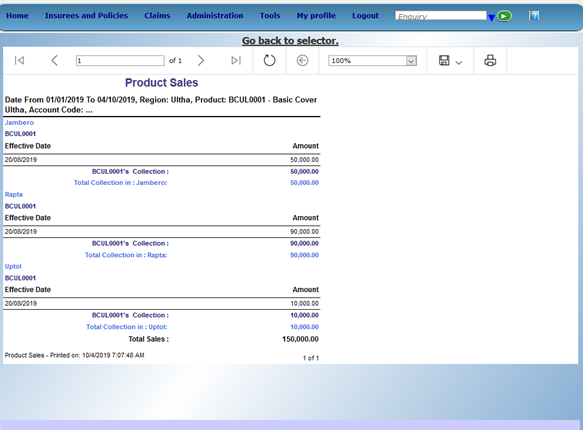 Home Insurees and Policies Claims Administration Tools My profile Logout Enquiry
Go back to selector.
1 of 1 100%
Product Sales
Date From 01/01/2019 To 04/10/2019, Region: Ultha, Product: BCUL0001 - Basic Cover
Ultha, Account Code: ...
Jambero
BCUL0001
Effective Date Amount
20/08/2019 50,000.00
BCUL0001's Collection : 50,000.00
Total Collection in : Jambero: 50,000.00
Rapta
BCUL0001
Effective Date Amount
20/08/2019 90,000.00
BCUL0001's Collection : 90,000.00
Total Collection in : Rapta: 90,000.00
Uptol
BCUL0001
Effective Date Amount
20/08/2019 10,000.00
BCUL0001's Collection : 10,000.00
Total Collection in : Uptol: 10,000.00
Total Sales : 150,000.00
Product Sales - Printed on: 10/4/2019 7:07:48 AM 1 of 1